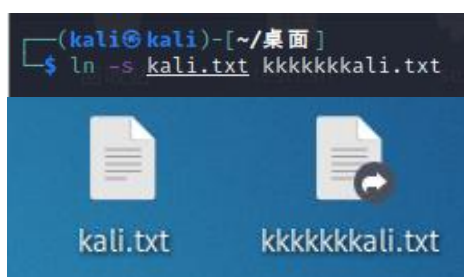 ┌──(kali㉿kali)-[~/桌面]
└─$ ln -s kali.txt kkkkkkkali.txt
kali.txt kkkkkkkali.txt